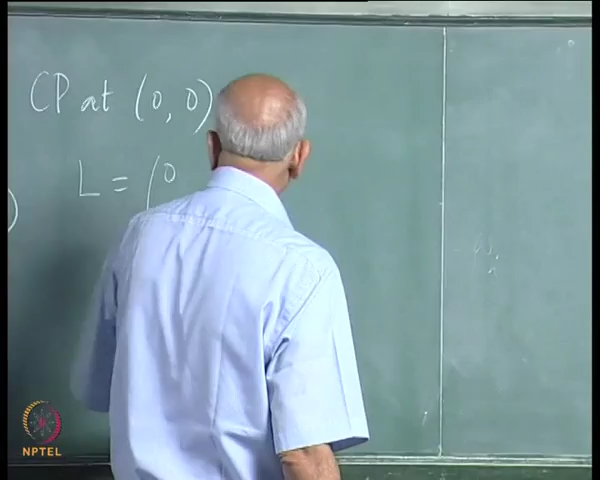 CP at (0, 0)
L = (0
)
NPTEL